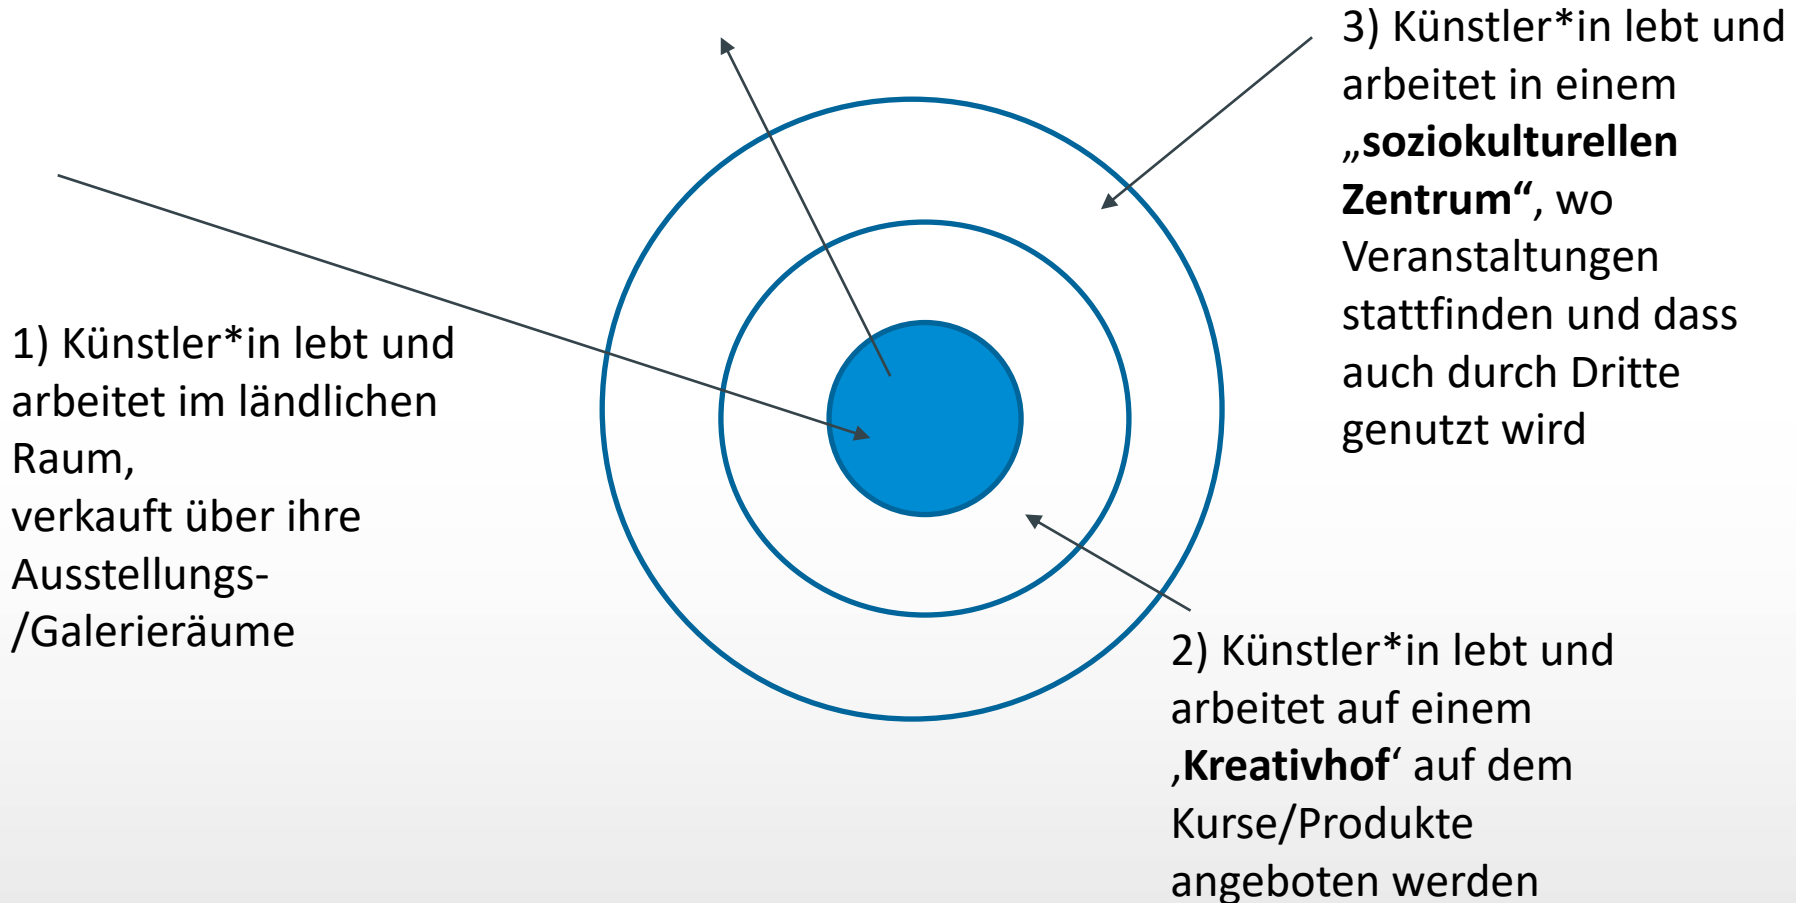 1) Künstler*in lebt und
arbeitet im ländlichen
Raum,
verkauft über ihre
Ausstellungs-
/Galerieräume
2) Künstler*in lebt und
arbeitet auf einem
‚Kreativhof‘ auf dem
Kurse/Produkte
angeboten werden
3) Künstler*in lebt und
arbeitet in einem
„soziokulturellen
Zentrum“, wo
Veranstaltungen
stattfinden und dass
auch durch Dritte
genutzt wird